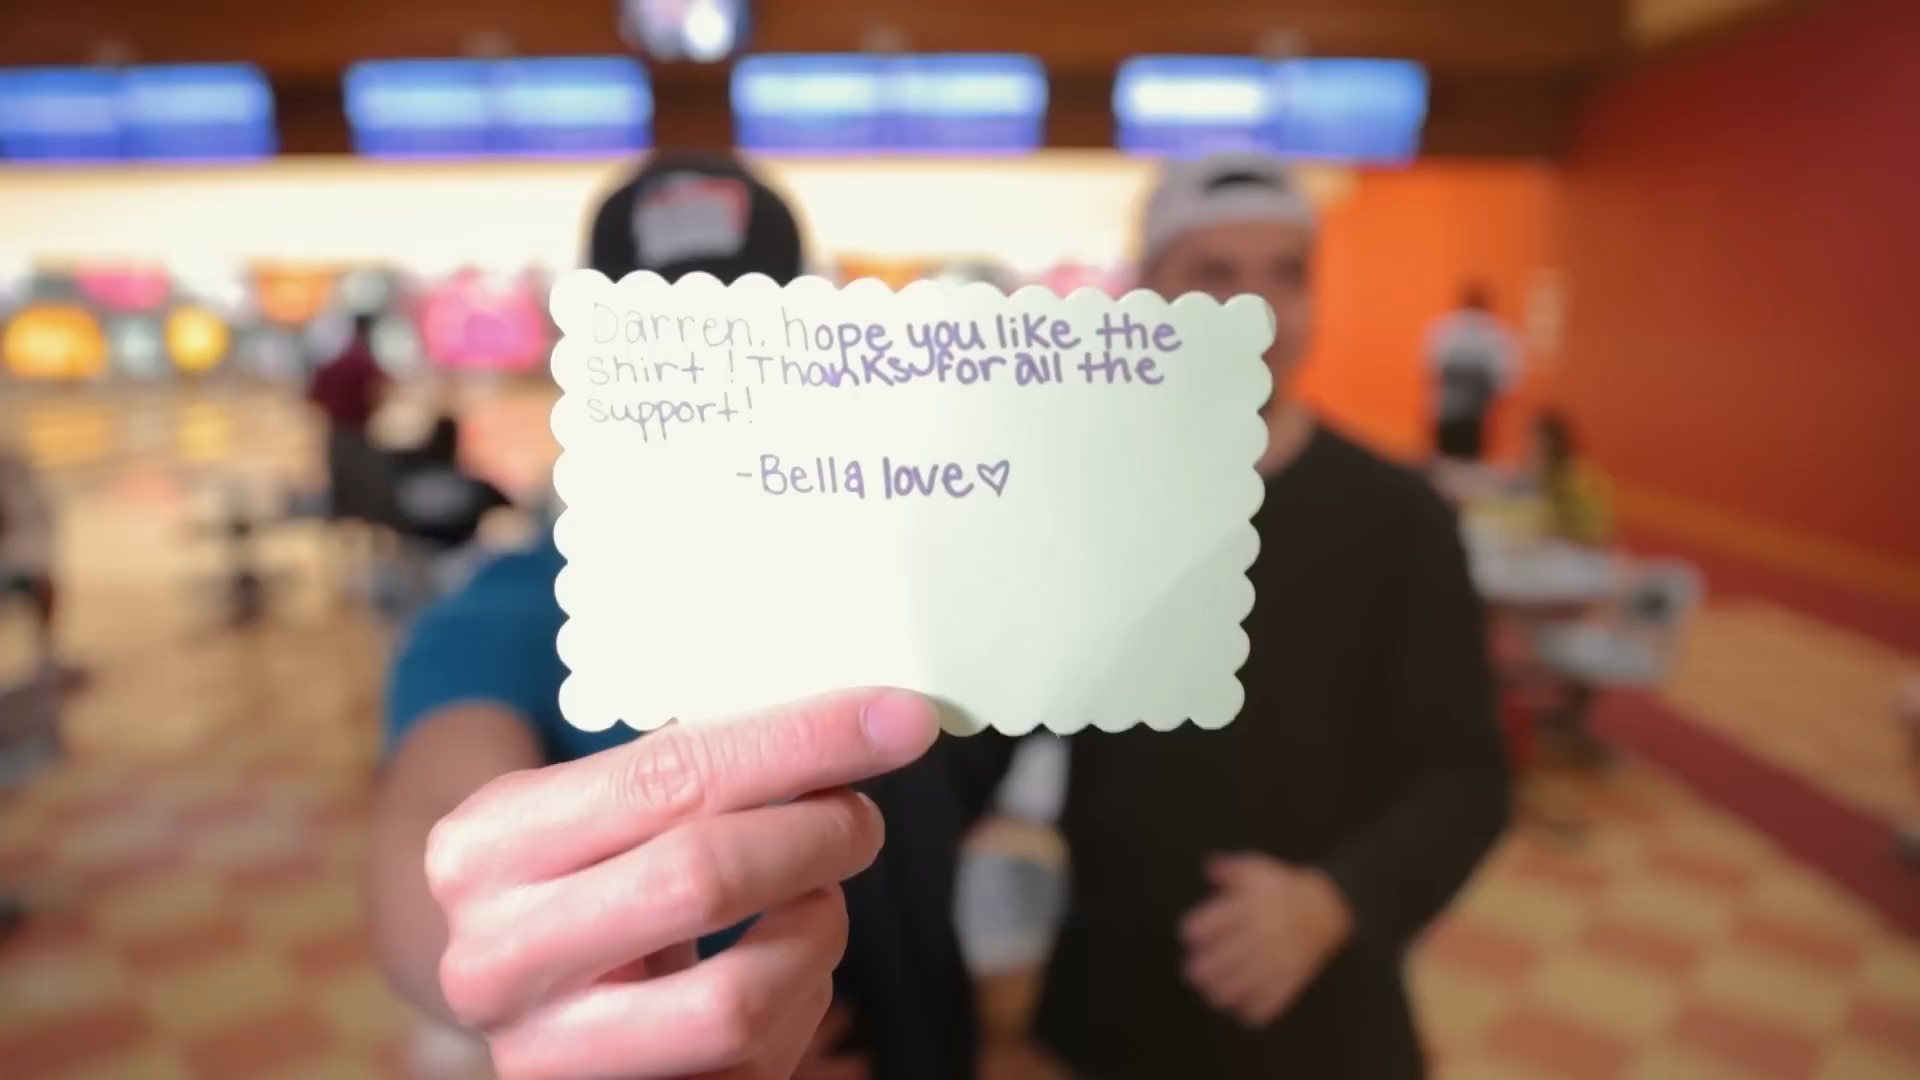 Darren, hope you like the
shirt! Thanks for all the
support!
-Bella love♡